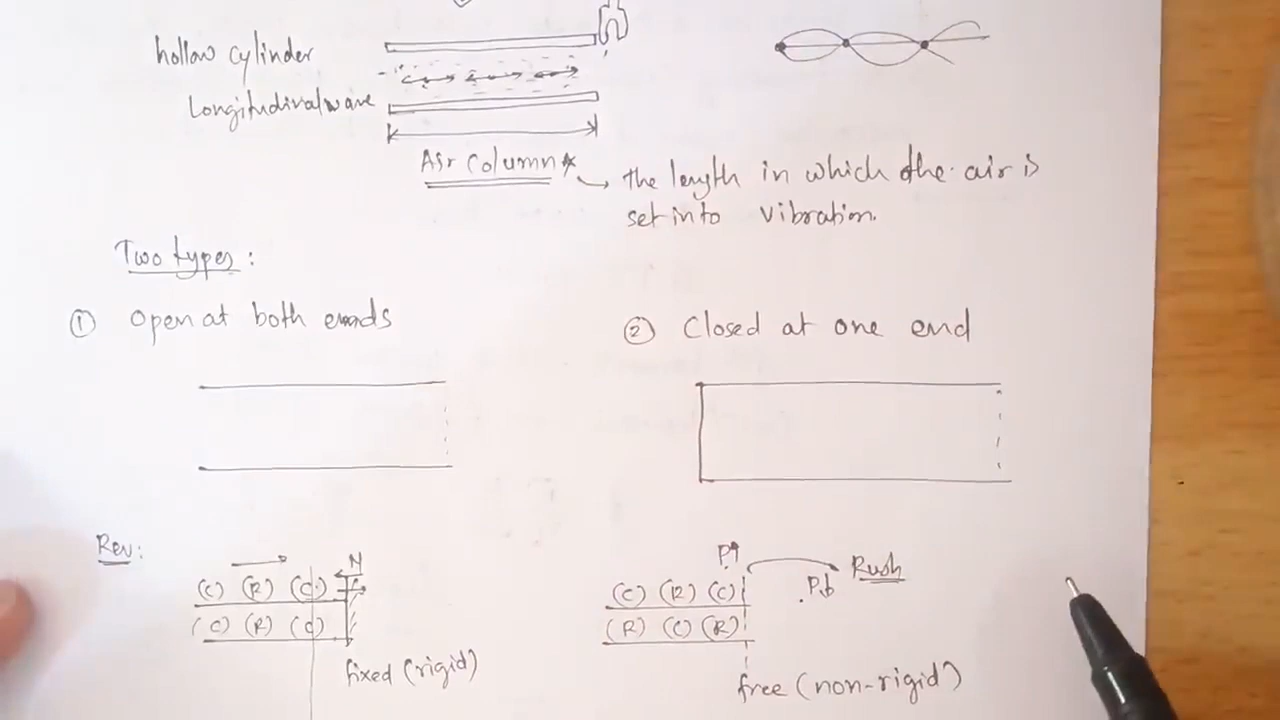 hollow cylinder
Longitudinal wave
Air column
the length in which the air is
set into vibration.
Two types:
① Open at both ends
② Closed at one end
Rev:
N
(C) (R) (C)
(C) (R) (C)
fixed (rigid)
P↑
Rush
P↓
(C) (R) (C)
(R) (C) (R)
free (non-rigid)